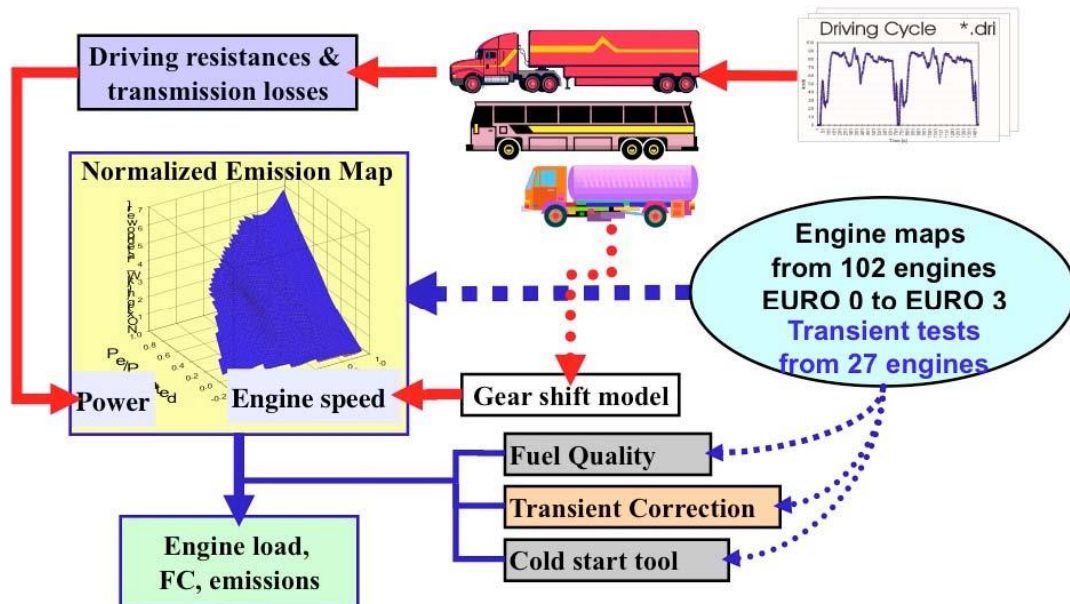 Driving Cycle *.dri
Driving resistances &
transmission losses
Normalized Emission Map
Engine maps
from 102 engines
EURO 0 to EURO 3
Transient tests
from 27 engines
Power
Engine speed
Gear shift model
Fuel Quality
Transient Correction
Cold start tool
Engine load,
FC, emissions